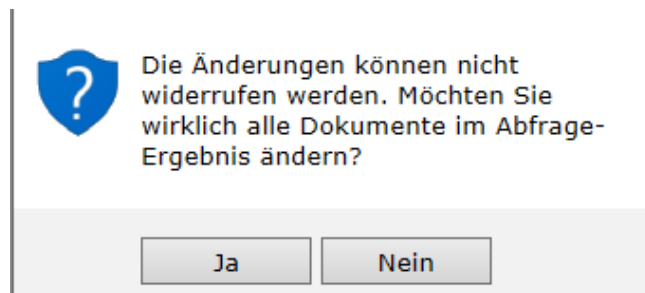 Die Änderungen können nicht
widerrufen werden. Möchten Sie
wirklich alle Dokumente im Abfrage-
Ergebnis ändern?
Ja
Nein